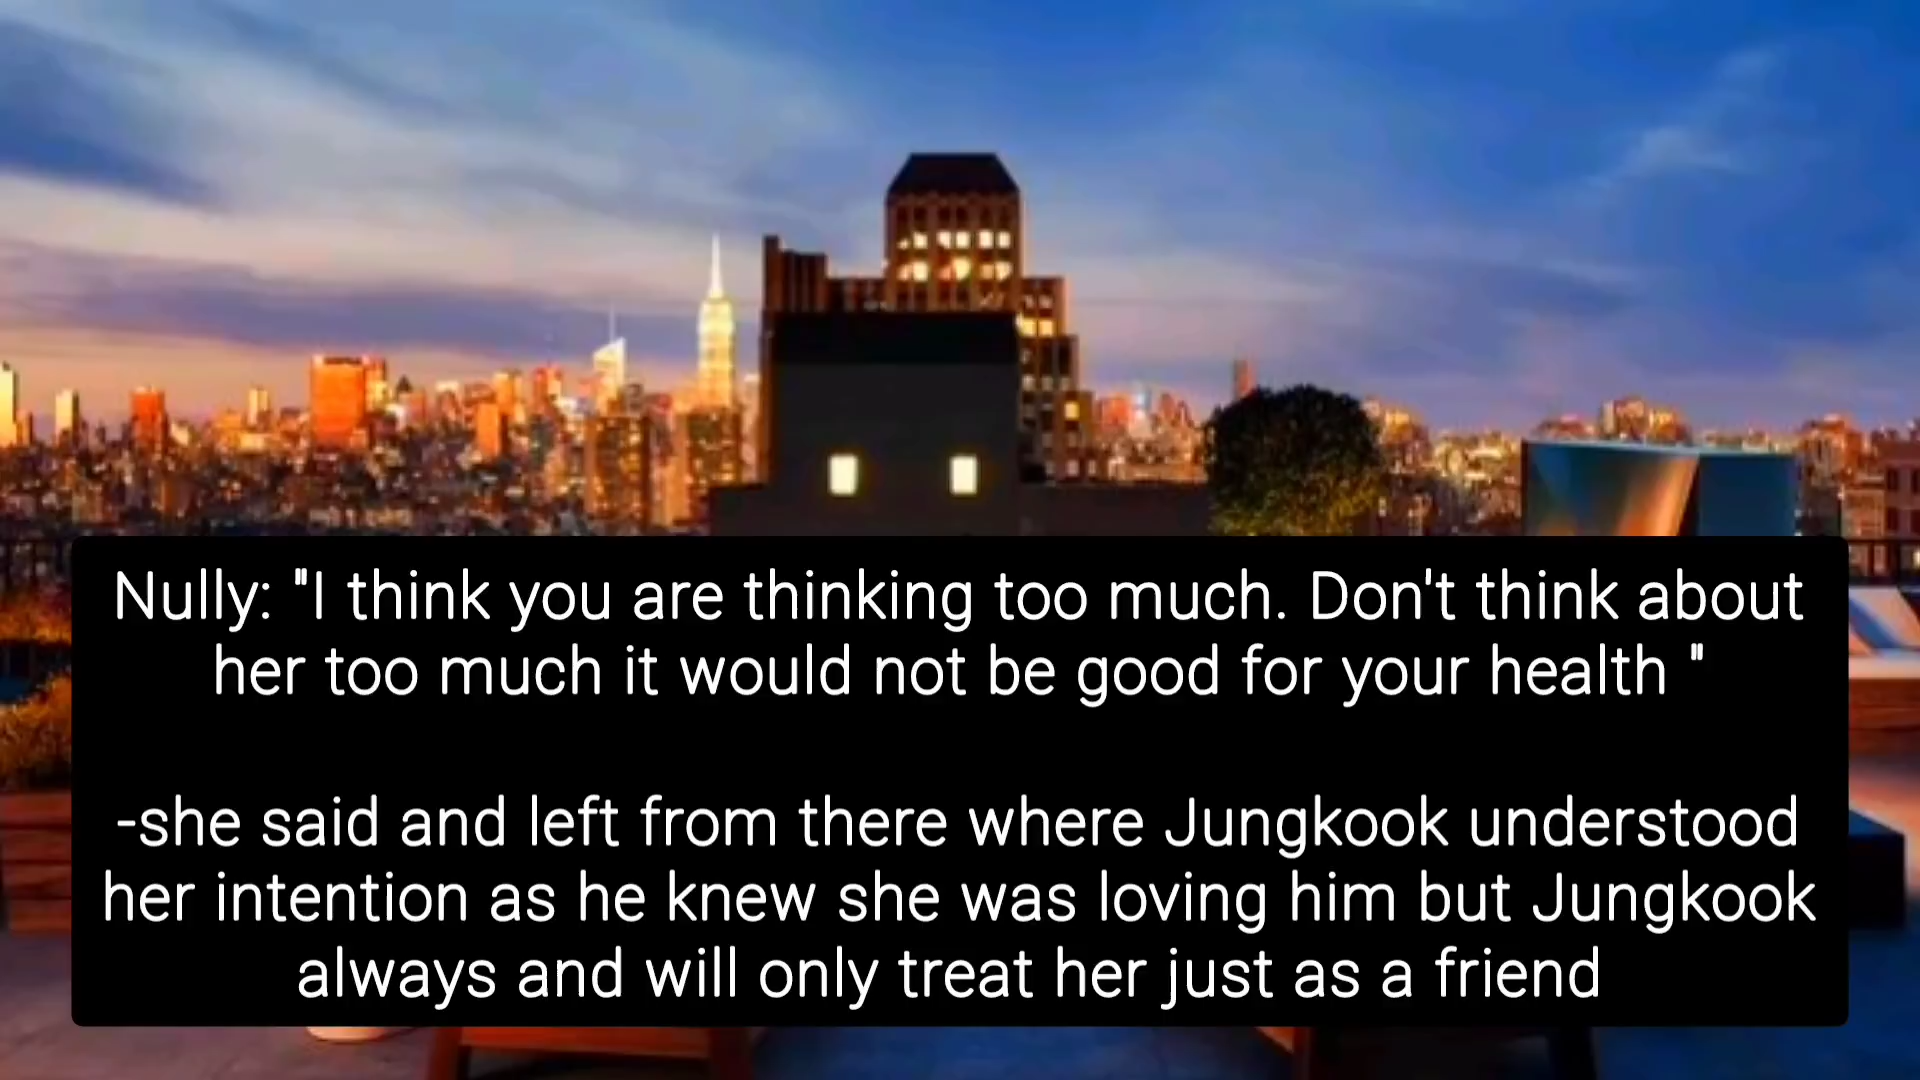 Nully: "I think you are thinking too much. Don't think about
her too much it would not be good for your health "
-she said and left from there where Jungkook understood
her intention as he knew she was loving him but Jungkook
always and will only treat her just as a friend